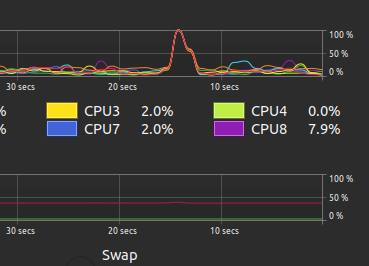 100 %
50 %
0 %
30 secs 20 secs 10 secs
% CPU3 2.0% CPU4 0.0%
% CPU7 2.0% CPU8 7.9%
100 %
50 %
0 %
30 secs 20 secs 10 secs
Swap